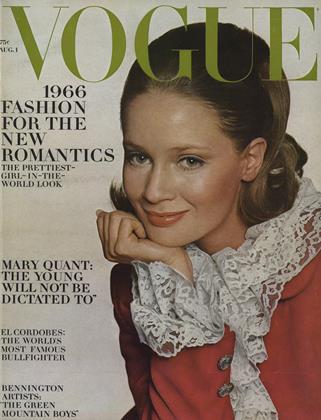 VOGUE
75¢
AUG. 1
1966
FASHION
FOR THE
NEW
ROMANTICS
THE PRETTIEST-
GIRL-IN-THE-
WORLD LOOK
MARY QUANT:
THE YOUNG
WILL NOT BE
DICTATED TO"
EL CORDOBES:
THE WORLD'S
MOST FAMOUS
BULLFIGHTER
BENNINGTON
ARTISTS:
"THE GREEN
MOUNTAIN BOYS"